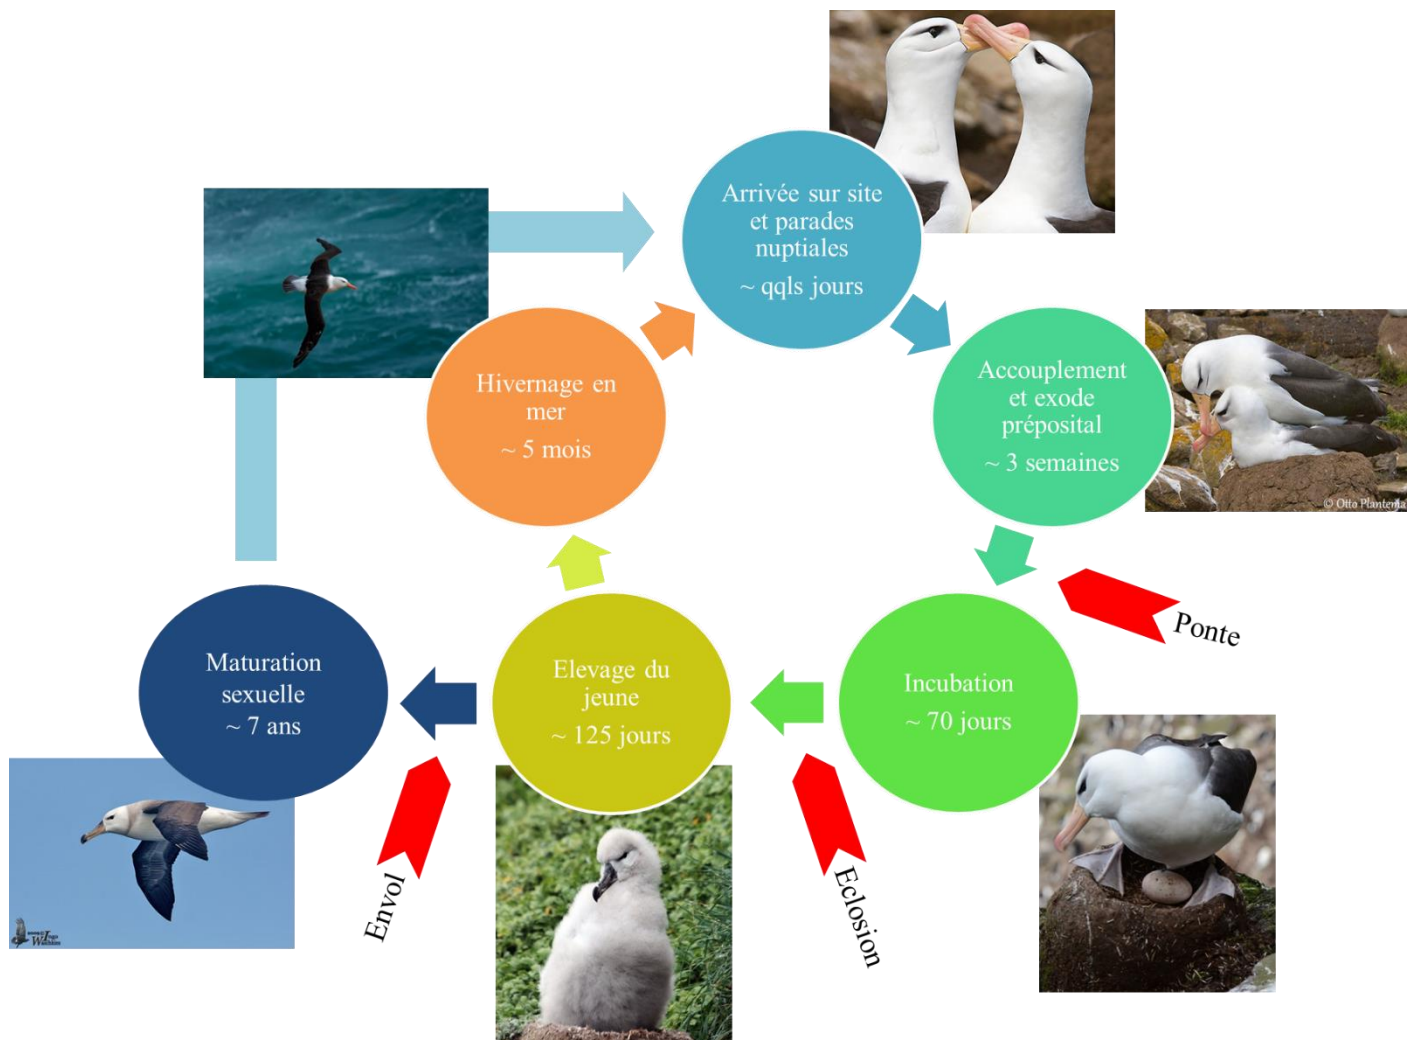 Arrivée sur site
et parades
nuptiales
~ qqls jours
Accouplement
et exode
préposital
~ 3 semaines
© Otto Plantema
Ponte
Incubation
~ 70 jours
Eclosion
Elevage du
jeune
~ 125 jours
Envol
Maturation
sexuelle
~ 7 ans
Hivernage en
mer
~ 5 mois